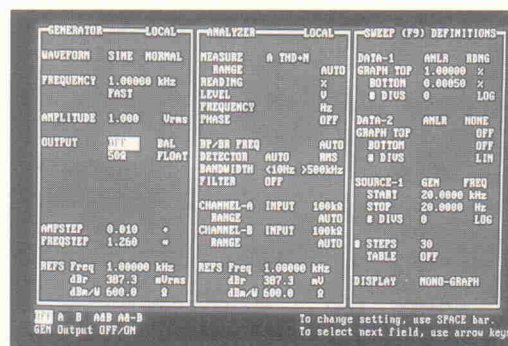 GENERATOR LOCAL
WAVEFORM SINE NORMAL
FREQUENCY 1.00000 kHz
FAST
AMPLITUDE 1.000 Vrms
OUTPUT OFF BAL
50Ω FLOAT
AMPSTEP 0.010 +
FREQSTEP 1.260
REFS Freq 1.00000 kHz
dBr 387.3 mVrms
dBm/W 600.0 Ω
ANALYZER LOCAL
MEASURE A THD+N
RANGE AUTO
READING %
LEVEL V
FREQUENCY Hz
PHASE OFF
BP/BR FREQ AUTO
DETECTOR AUTO RMS
BANDWIDTH <10Hz >500kHz
FILTER OFF
CHANNEL-A INPUT 100kΩ
RANGE AUTO
CHANNEL-B INPUT 100kΩ
RANGE AUTO
REFS Freq 1.00000 kHz
dBr 387.3 mV
dBm/W 600.0 Ω
SWEEP (F9) DEFINITIONS
DATA-1 ANLR RDNG
GRAPH TOP 1.00000 %
BOTTOM 0.00050 %
# DIVS 0 LOG
DATA-2 ANLR NONE
GRAPH TOP OFF
BOTTOM OFF
# DIVS LIN
SOURCE-1 GEN FREQ
START 20.0000 kHz
STOP 20.0000 Hz
# DIVS 0 LOG
# STEPS 30
TABLE OFF
DISPLAY - MONO-GRAPH
OFF A B A&B A&-B
GEN Output OFF/ON
To change setting, use SPACE bar.
To select next field, use arrow keys